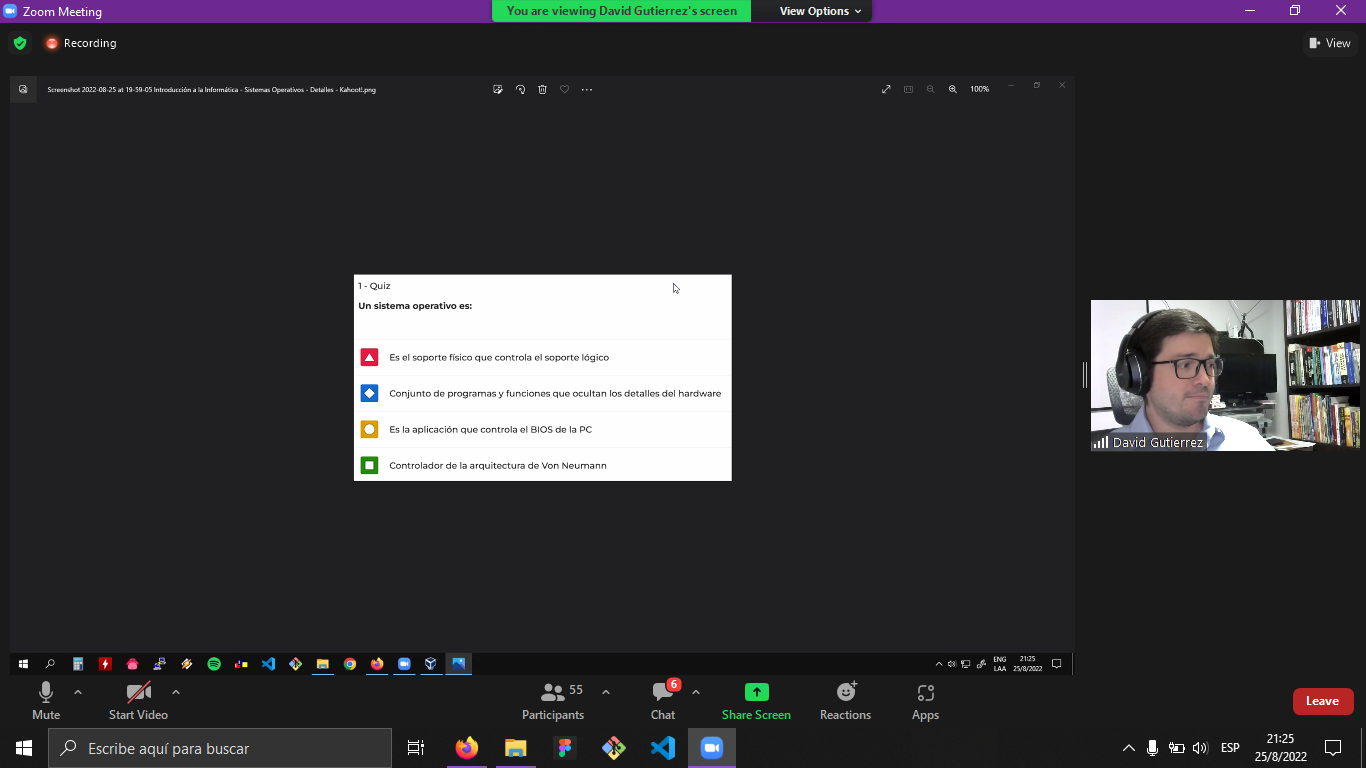 Zoom Meeting
You are viewing David Gutierrez's screen
View Options
Recording
View
Screenshot 2022-08-25 at 19-59-05 Introducción a la Informática - Sistemas Operativos - Detalles - Kahoot!.png
100%
1 - Quiz
Un sistema operativo es:
Es el soporte físico que controla el soporte lógico
Conjunto de programas y funciones que ocultan los detalles del hardware
Es la aplicación que controla el BIOS de la PC
Controlador de la arquitectura de Von Neumann
David Gutierrez
ENG
LAA
21:25
25/8/2022
Mute
Start Video
55
Participants
6
Chat
Share Screen
Reactions
Apps
Leave
Escribe aquí para buscar
ESP
21:25
25/8/2022